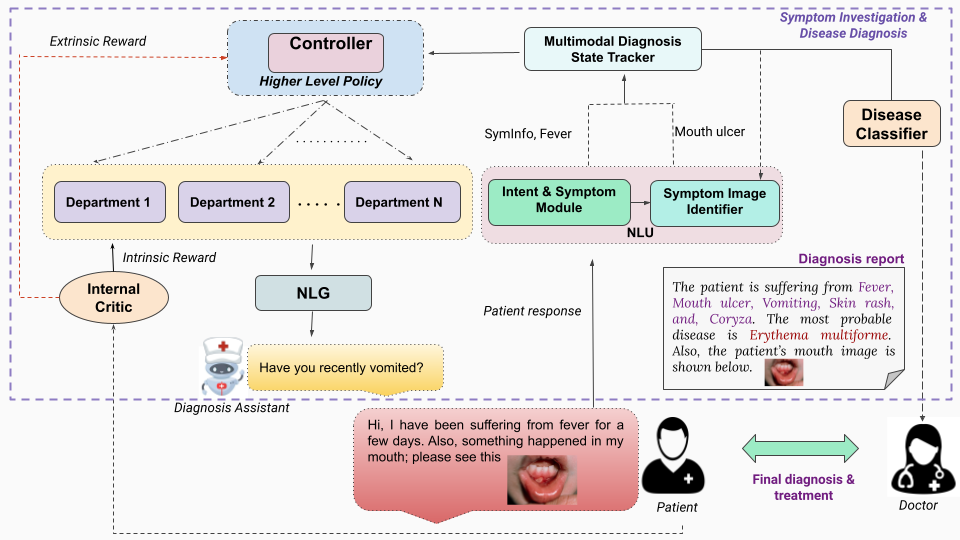 Symptom Investigation &
Disease Diagnosis
Extrinsic Reward
Controller
Higher Level Policy
Multimodal Diagnosis
State Tracker
Disease
Classifier
SymInfo, Fever
Mouth ulcer
. . . . . . . . . . .
Department 1
Department 2
. . . . .
Department N
Intent & Symptom
Module
Symptom Image
Identifier
NLU
Intrinsic Reward
Internal
Critic
NLG
Patient response
Diagnosis report
The patient is suffering from Fever,
Mouth ulcer, Vomiting, Skin rash,
and, Coryza. The most probable
disease is Erythema multiforme.
Also, the patient's mouth image is
shown below.
Have you recently vomited?
Diagnosis Assistant
Hi, I have been suffering from fever for a
few days. Also, something happened in my
mouth; please see this
Patient
Final diagnosis &
treatment
Doctor